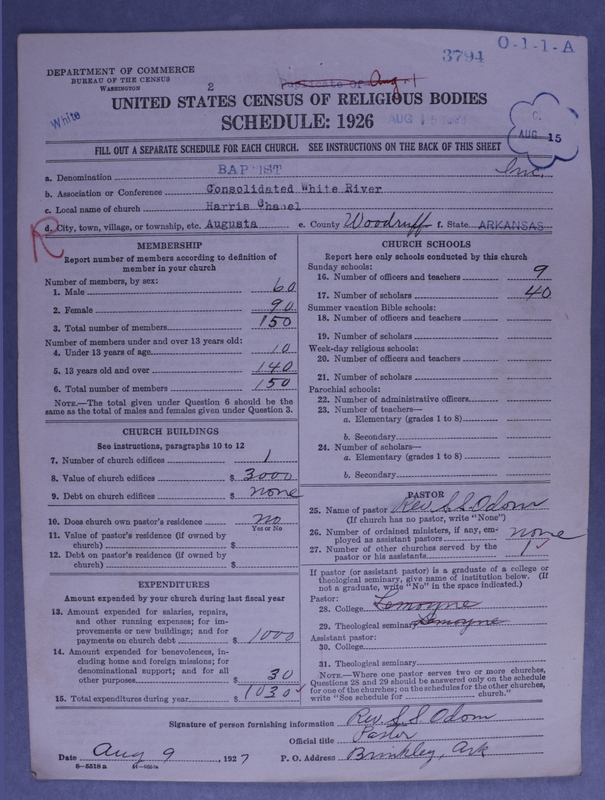 3794
O-1-1-A
DEPARTMENT OF COMMERCE
BUREAU OF THE CENSUS
WASHINGTON
2
Duplicate of Aug 1
White
UNITED STATES CENSUS OF RELIGIOUS BODIES
SCHEDULE: 1926
AUG 15
AUG 15
FILL OUT A SEPARATE SCHEDULE FOR EACH CHURCH. SEE INSTRUCTIONS ON THE BACK OF THIS SHEET
a. Denomination BAPTIST Inc.
b. Association or Conference Consolidated White River
c. Local name of church Harris Chapel
R
d. City, town, village, or township, etc. Augusta e. County Woodruff f. State ARKANSAS
MEMBERSHIP
Report number of members according to definition of
member in your church
Number of members, by sex:
1. Male 60
2. Female 90
3. Total number of members 150
Number of members under and over 13 years old:
4. Under 13 years of age 10
5. 13 years old and over 140
6. Total number of members 150
NOTE.—The total given under Question 6 should be the
same as the total of males and females given under Question 3.
CHURCH BUILDINGS
See instructions, paragraphs 10 to 12
7. Number of church edifices 1
8. Value of church edifices $ 3000
9. Debt on church edifices $ none
10. Does church own pastor's residence no
Yes or No
11. Value of pastor's residence (if owned by
church) $
12. Debt on pastor's residence (if owned by
church) $
EXPENDITURES
Amount expended by your church during last fiscal year
13. Amount expended for salaries, repairs,
and other running expenses; for im-
provements or new buildings; and for
payments on church debt $ 1000
14. Amount expended for benevolences, in-
cluding home and foreign missions; for
denominational support; and for all
other purposes $ 30
15. Total expenditures during year $ 1030
CHURCH SCHOOLS
Report here only schools conducted by this church
Sunday schools:
16. Number of officers and teachers 9
17. Number of scholars 40
Summer vacation Bible schools:
18. Number of officers and teachers
19. Number of scholars
Week-day religious schools:
20. Number of officers and teachers
21. Number of scholars
Parochial schools:
22. Number of administrative officers
23. Number of teachers—
a. Elementary (grades 1 to 8)
b. Secondary
24. Number of scholars—
a. Elementary (grades 1 to 8)
b. Secondary
PASTOR
25. Name of pastor Rev. S. S. Odom
(If church has no pastor, write "None")
26. Number of ordained ministers, if any, em-
ployed as assistant pastors none
27. Number of other churches served by the
pastor or his assistants 1
If pastor (or assistant pastor) is a graduate of a college or
theological seminary, give name of institution below. (If
not a graduate, write "No" in the space indicated.)
Pastor:
28. College Lemoyne
29. Theological seminary Lemoyne
Assistant pastor:
30. College
31. Theological seminary
NOTE.—Where one pastor serves two or more churches,
Questions 28 and 29 should be answered only on the schedule
for one of the churches; on the schedules for the other churches,
write "See schedule for church."
Signature of person furnishing information Rev. S. S. Odom
Official title Pastor
Date Aug 9, 1927 P. O. Address Brinkley, Ark
8-5518a